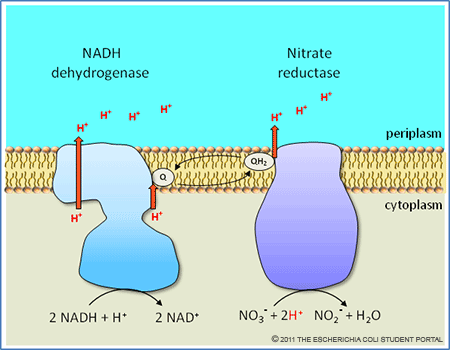 NADH
dehydrogenase
Nitrate
reductase
H⁺ H⁺ H⁺ H⁺
H⁺ H⁺ H⁺
periplasm
Q
QH₂
cytoplasm
H⁺ H⁺
2 NADH + H⁺ 2 NAD⁺
NO₃⁻ + 2H⁺ NO₂⁻ + H₂O
© 2011 THE ESCHERICHIA COLI STUDENT PORTAL